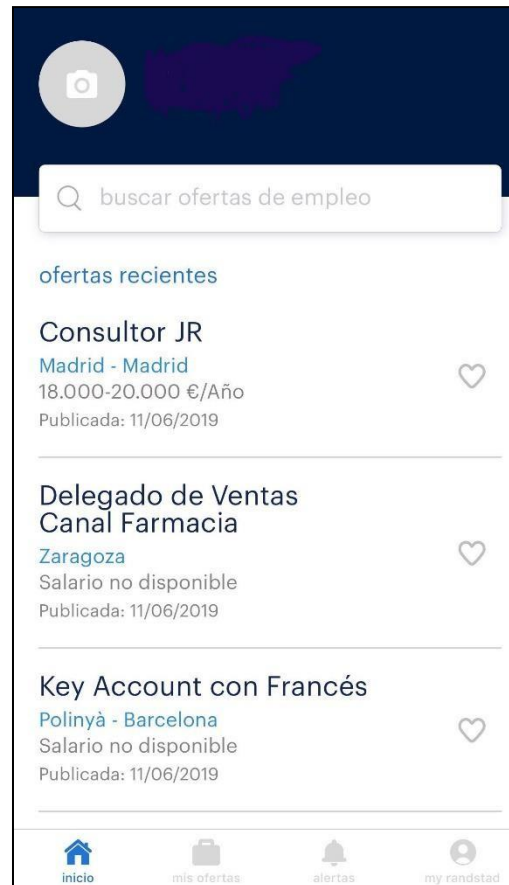 buscar ofertas de empleo
ofertas recientes
Consultor JR
Madrid - Madrid
18.000-20.000 €/Año
Publicada: 11/06/2019
Delegado de Ventas
Canal Farmacia
Zaragoza
Salario no disponible
Publicada: 11/06/2019
Key Account con Francés
Polinyà - Barcelona
Salario no disponible
Publicada: 11/06/2019
inicio
mis ofertas
alertas
my randstad